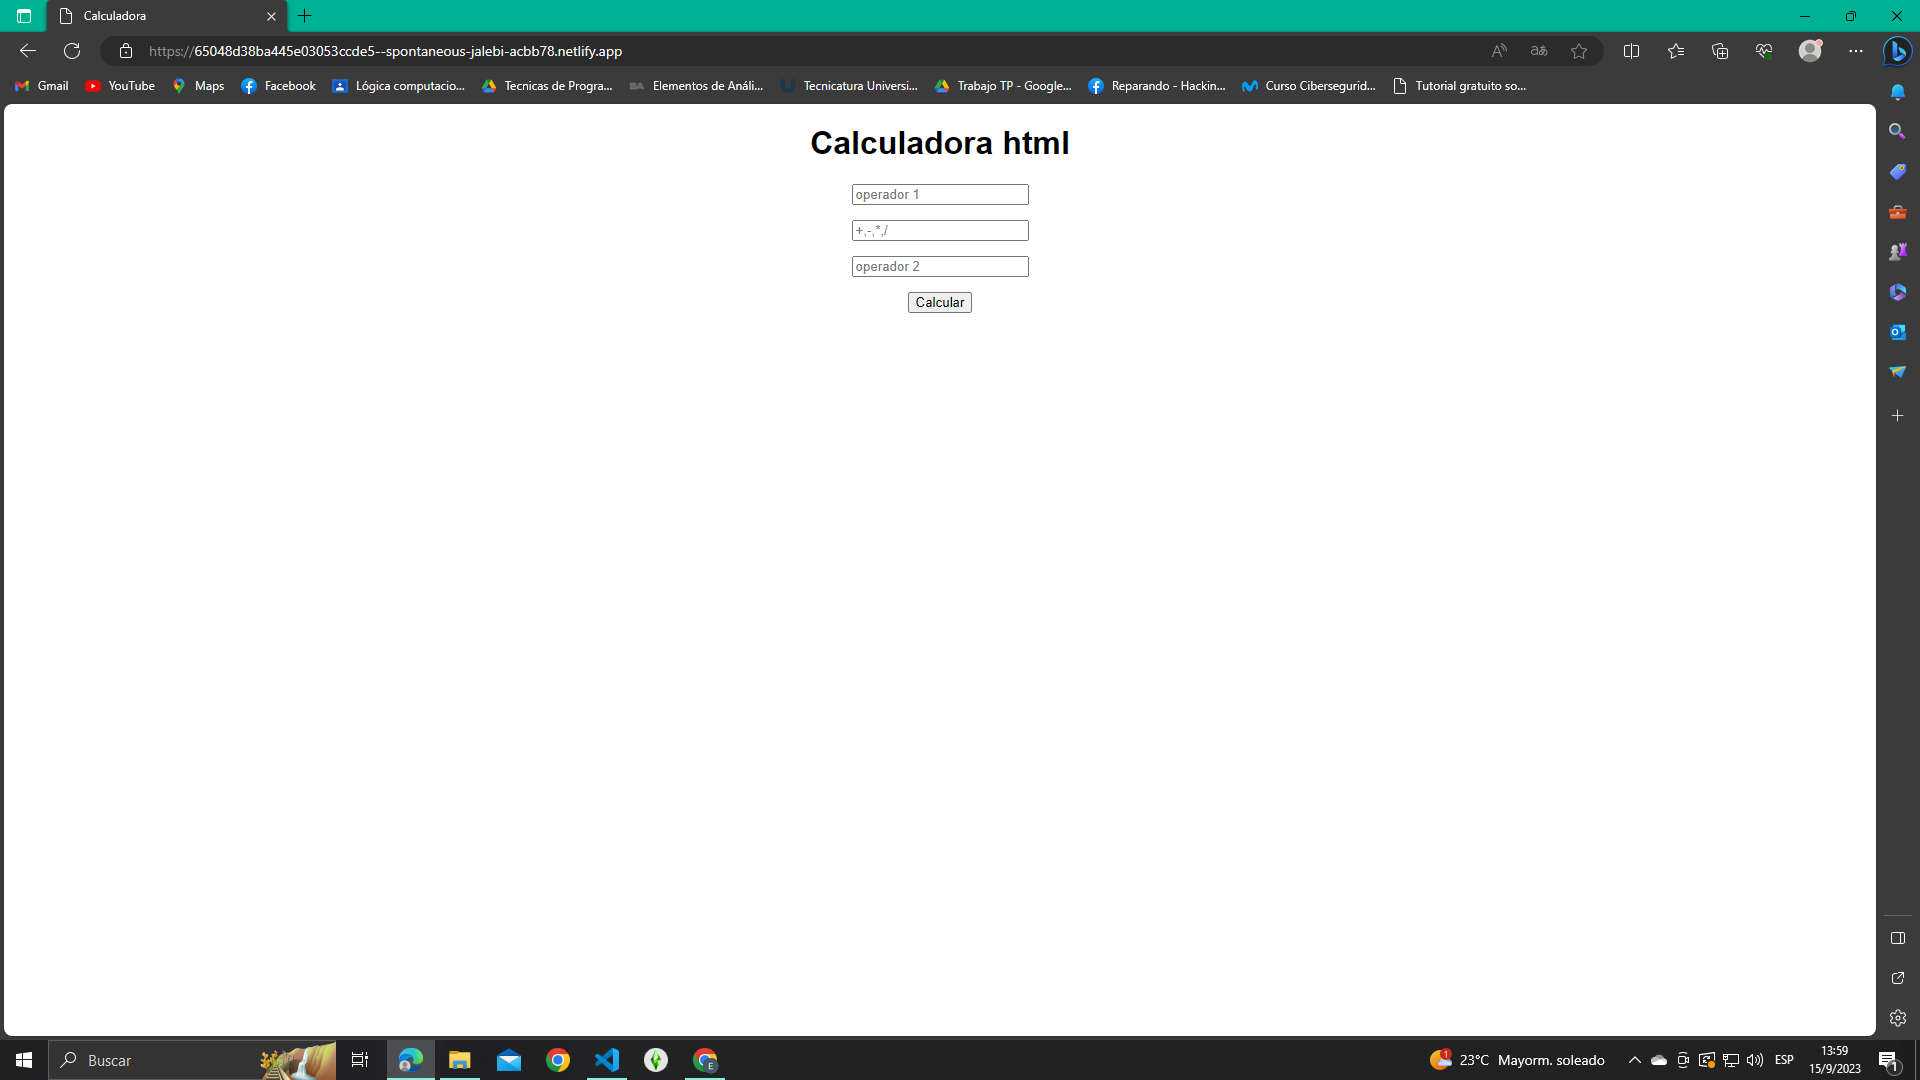 Calculadora
https://65048d38ba445e03053ccde5--spontaneous-jalebi-acbb78.netlify.app
Gmail YouTube Maps Facebook Lógica computacio... Tecnicas de Progra... Elementos de Análi... Tecnicatura Universi... Trabajo TP - Google... Reparando - Hackin... Curso Cibersegurid... Tutorial gratuito so...
Calculadora html
operador 1
+,-,*,/
operador 2
Calcular
Buscar
23°C Mayorm. soleado
ESP
13:59
15/9/2023